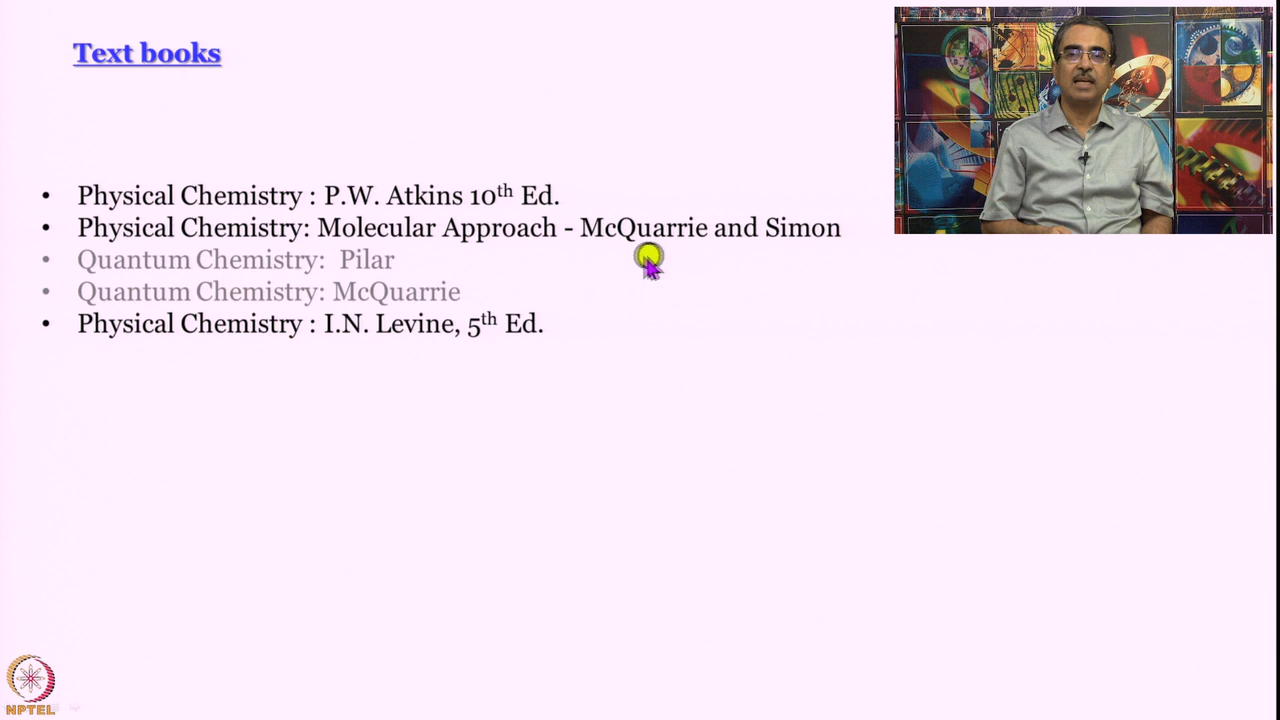 Text books
• Physical Chemistry : P.W. Atkins 10th Ed.
• Physical Chemistry: Molecular Approach - McQuarrie and Simon
• Quantum Chemistry: Pilar
• Quantum Chemistry: McQuarrie
• Physical Chemistry : I.N. Levine, 5th Ed.
NPTEL